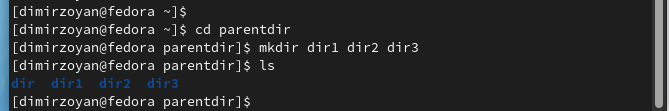 [dimirzoyan@fedora ~]$
[dimirzoyan@fedora ~]$ cd parentdir
[dimirzoyan@fedora parentdir]$ mkdir dir1 dir2 dir3
[dimirzoyan@fedora parentdir]$ ls
dir  dir1  dir2  dir3
[dimirzoyan@fedora parentdir]$